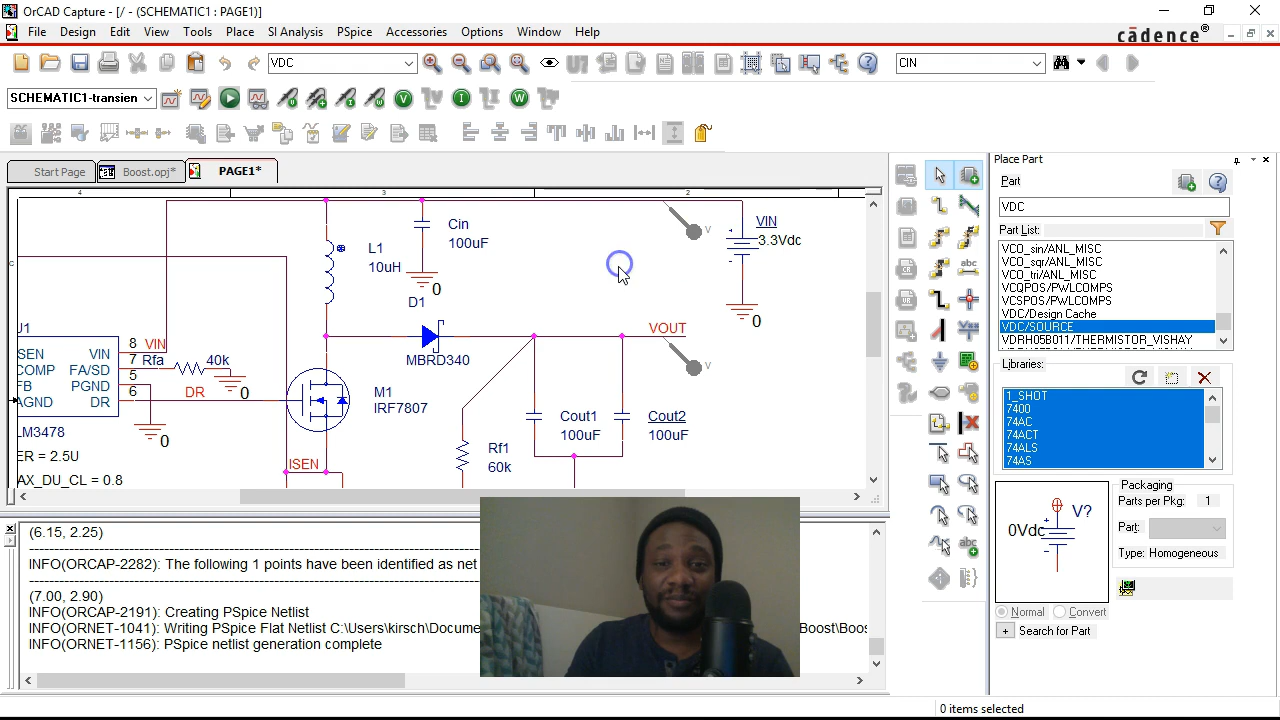 OrCAD Capture - [/ - (SCHEMATIC1 : PAGE1)]
File Design Edit View Tools Place SI Analysis PSpice Accessories Options Window Help
cādence®
VDC
CIN
SCHEMATIC1-transien
Start Page
Boost.opj*
PAGE1*
4 3 2
C
Cin
100uF
0
V
VIN
3.3Vdc
0
L1
10uH
D1
MBRD340
VOUT
V
U1
SEN VIN
COMP FA/SD
FB PGND
AGND DR
8 VIN
7 Rfa 40k
5
6
0
0
DR
LM3478
ER = 2.5U
AX_DU_CL = 0.8
M1
IRF7807
ISEN
Rf1
60k
Cout1
100uF
Cout2
100uF
(6.15, 2.25)
INFO(ORCAP-2282): The following 1 points have been identified as net
(7.00, 2.90)
INFO(ORCAP-2191): Creating PSpice Netlist
INFO(ORNET-1041): Writing PSpice Flat Netlist C:\Users\kirsch\Docume
Boost\Boos
INFO(ORNET-1156): PSpice netlist generation complete
Place Part
Part
VDC
Part List:
VCO_sin/ANL_MISC
VCO_sqr/ANL_MISC
VCO_tri/ANL_MISC
VCQPOS/PWLCOMPS
VCSPOS/PWLCOMPS
VDC/Design Cache
VDC/SOURCE
VDRH05B011/THERMISTOR_VISHAY
Libraries:
1_SHOT
7400
74AC
74ACT
74ALS
74AS
0Vdc
V?
Packaging
Parts per Pkg: 1
Part:
Type: Homogeneous
Normal Convert
+ Search for Part
0 items selected